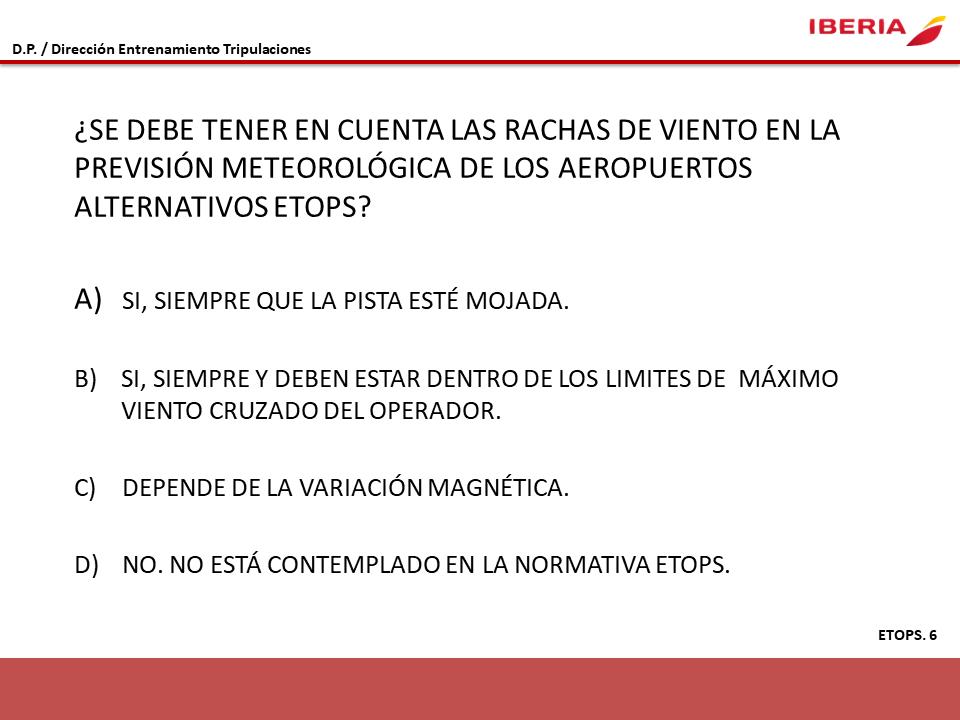 IBERIA
D.P. / Dirección Entrenamiento Tripulaciones
¿SE DEBE TENER EN CUENTA LAS RACHAS DE VIENTO EN LA
PREVISIÓN METEOROLÓGICA DE LOS AEROPUERTOS
ALTERNATIVOS ETOPS?
A) SI, SIEMPRE QUE LA PISTA ESTÉ MOJADA.
B) SI, SIEMPRE Y DEBEN ESTAR DENTRO DE LOS LIMITES DE MÁXIMO
VIENTO CRUZADO DEL OPERADOR.
C) DEPENDE DE LA VARIACIÓN MAGNÉTICA.
D) NO. NO ESTÁ CONTEMPLADO EN LA NORMATIVA ETOPS.
ETOPS. 6